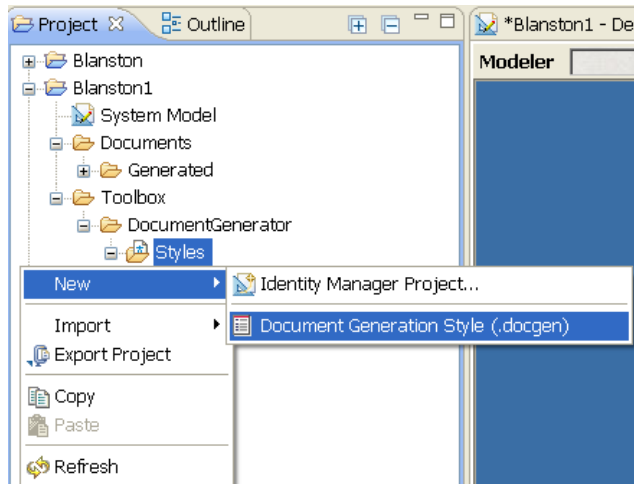 Project Outline *Blanston1 - De
Blanston Modeler
Blanston1
System Model
Documents
Generated
Toolbox
DocumentGenerator
Styles
New Identity Manager Project...
Import Document Generation Style (.docgen)
Export Project
Copy
Paste
Refresh